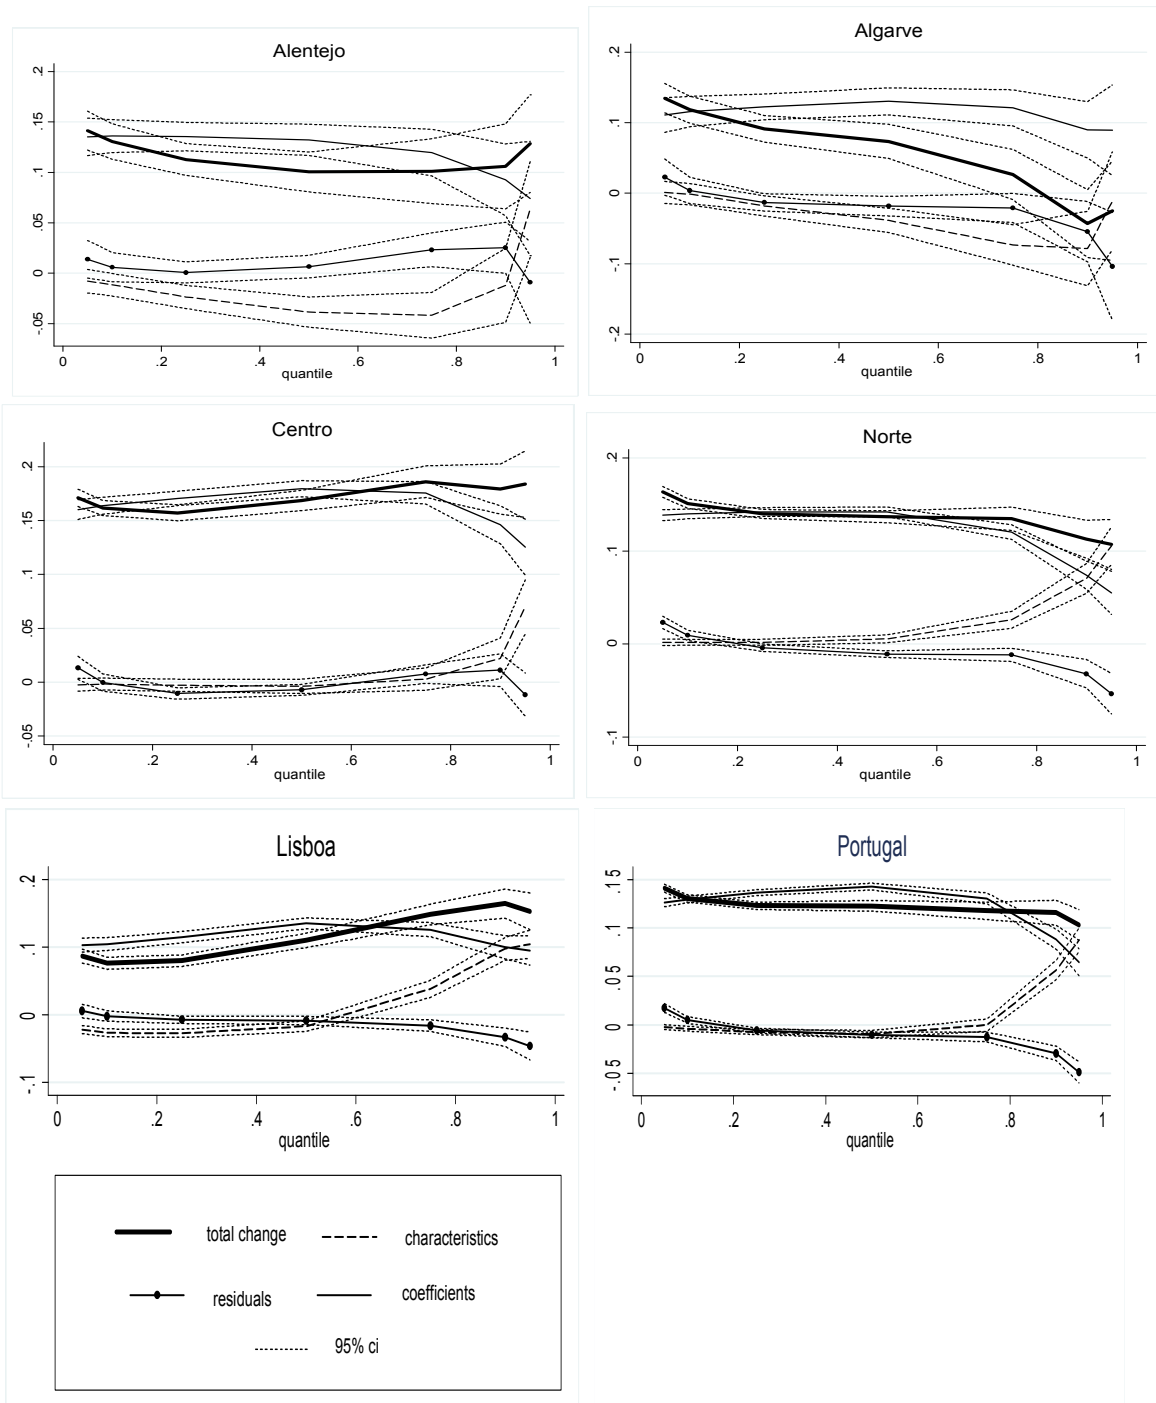 Alentejo
.2
.15
.1
.05
0
-.05
0 .2 .4 .6 .8 1
quantile
Algarve
.2
.1
0
-.1
-.2
0 .2 .4 .6 .8 1
quantile
Centro
.2
.15
.1
.05
0
-.05
0 .2 .4 .6 .8 1
quantile
Norte
.2
.1
0
-.1
0 .2 .4 .6 .8 1
quantile
Lisboa
.2
.1
0
-.1
0 .2 .4 .6 .8 1
quantile
Portugal
.15
.1
.05
0
-.05
0 .2 .4 .6 .8 1
quantile
total change characteristics
residuals coefficients
95% ci